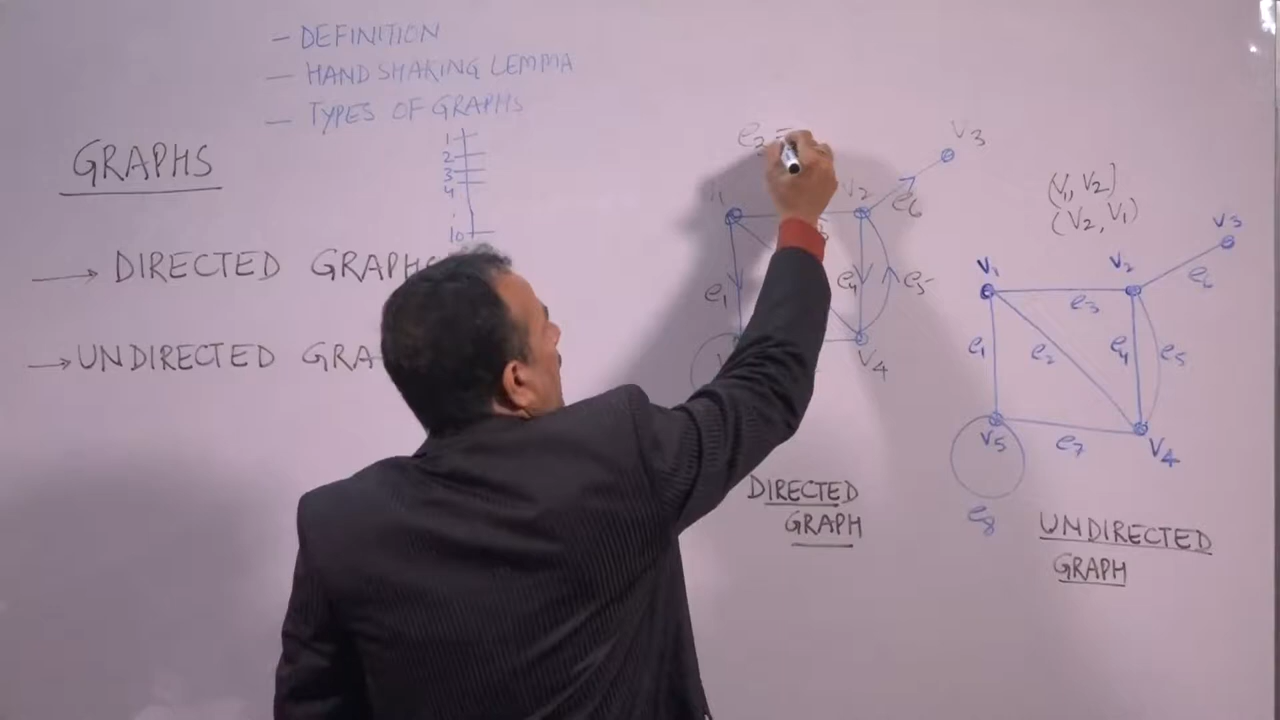 – DEFINITION
– HANDSHAKING LEMMA
– TYPES OF GRAPHS
GRAPHS
1
2
3
4
10
→ DIRECTED GRAPHS
→ UNDIRECTED GRA
e3 =
V2
V3
e6
e1
e4
e5
V4
DIRECTED
GRAPH
(V1, V2)
(V2, V1)
V1
V2
V3
e3
e6
e1
e2
e4
e5
V5
e7
V4
e8
UNDIRECTED
GRAPH